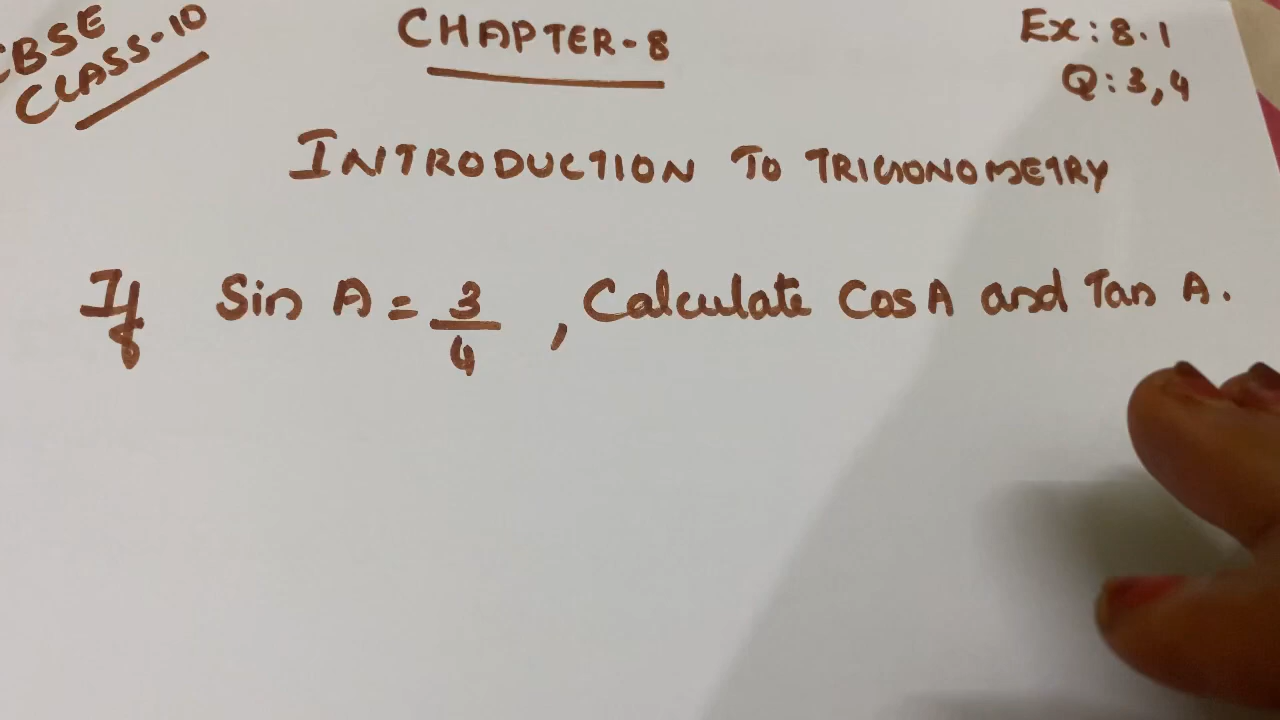 CBSE
CLASS-10
CHAPTER-8
Ex: 8.1
Q: 3,4
INTRODUCTION TO TRIGONOMETRY
If Sin A = 3/4, Calculate Cos A and Tan A.